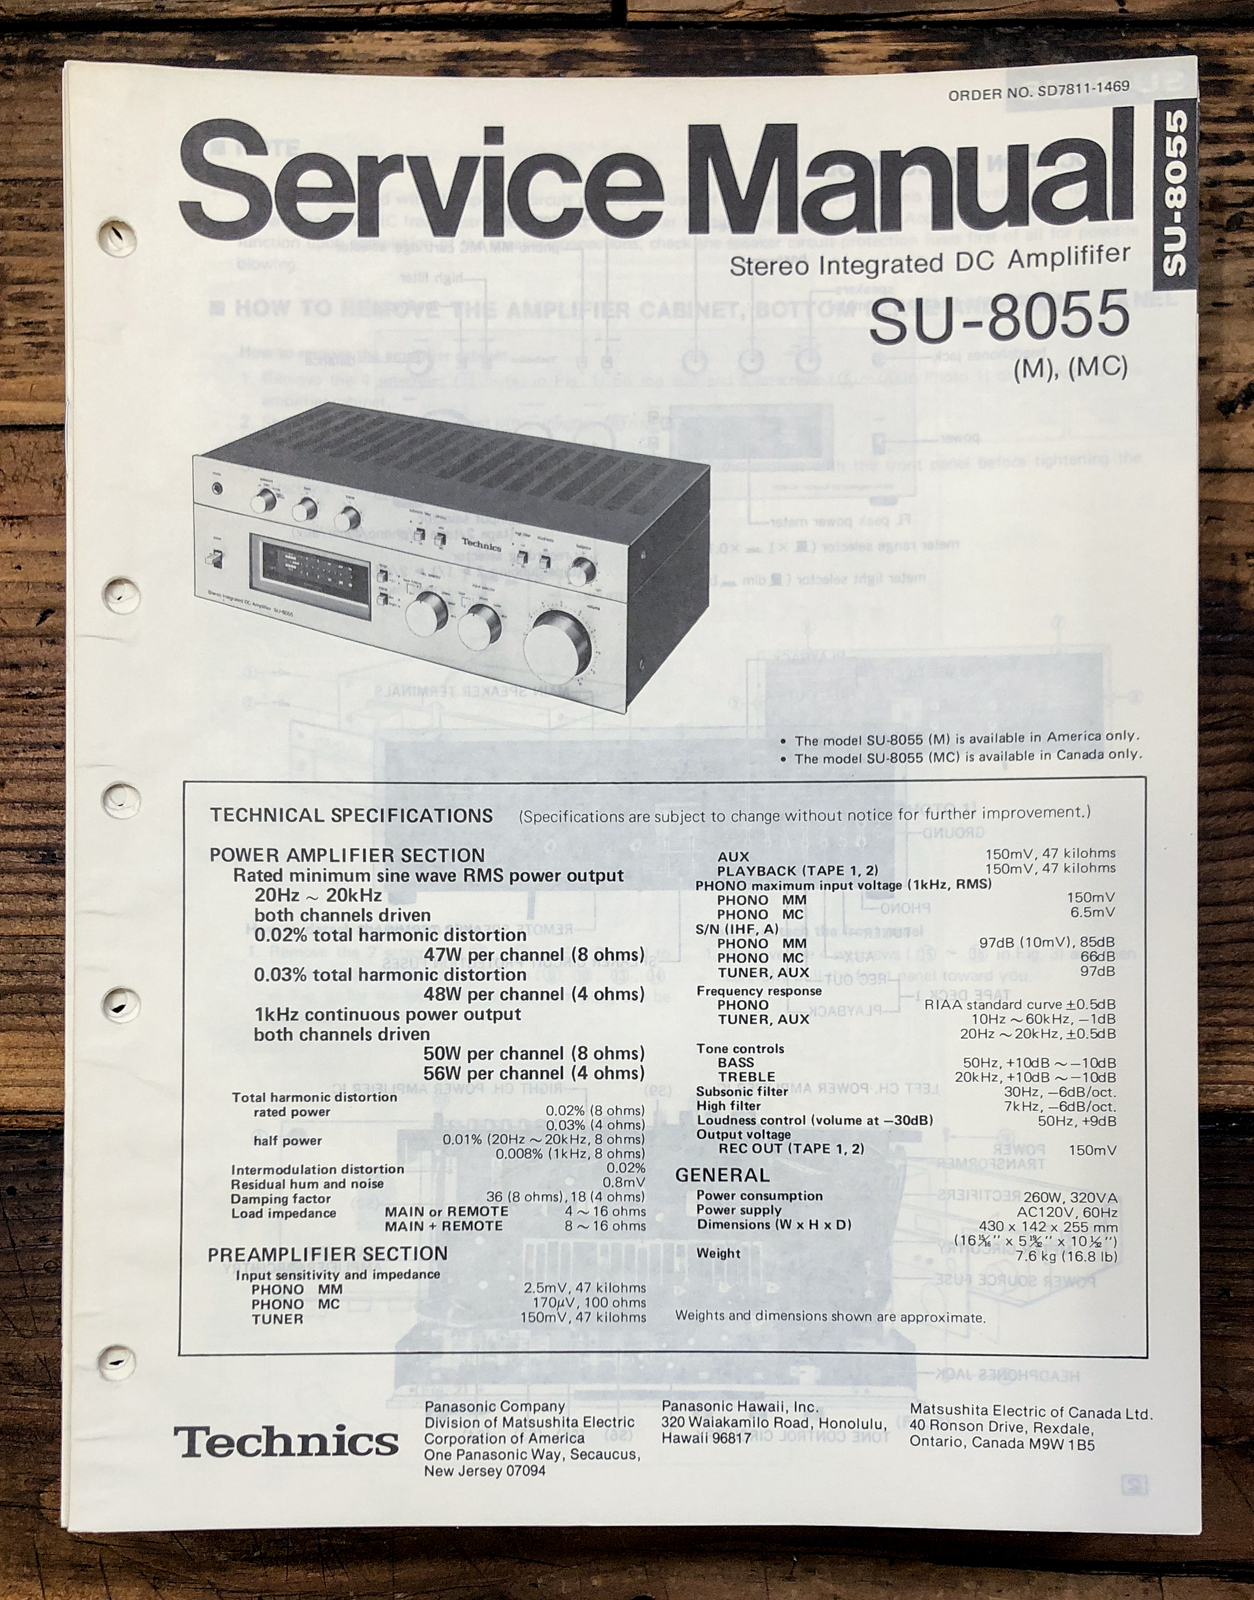 ORDER NO. SD7811-1469
Service Manual
SU-8055
Stereo Integrated DC Amplififer
SU-8055
(M), (MC)
Technics
Stereo Integrated DC Amplifier SU-8055
• The model SU-8055 (M) is available in America only.
• The model SU-8055 (MC) is available in Canada only.
TECHNICAL SPECIFICATIONS (Specifications are subject to change without notice for further improvement.)
POWER AMPLIFIER SECTION
Rated minimum sine wave RMS power output
20Hz ~ 20kHz
both channels driven
0.02% total harmonic distortion
47W per channel (8 ohms)
0.03% total harmonic distortion
48W per channel (4 ohms)
1kHz continuous power output
both channels driven
50W per channel (8 ohms)
56W per channel (4 ohms)
Total harmonic distortion
rated power 0.02% (8 ohms)
0.03% (4 ohms)
half power 0.01% (20Hz ~ 20kHz, 8 ohms)
0.008% (1kHz, 8 ohms)
Intermodulation distortion 0.02%
Residual hum and noise 0.8mV
Damping factor 36 (8 ohms), 18 (4 ohms)
Load impedance MAIN or REMOTE 4 ~ 16 ohms
MAIN + REMOTE 8 ~ 16 ohms
PREAMPLIFIER SECTION
Input sensitivity and impedance
PHONO MM 2.5mV, 47 kilohms
PHONO MC 170μV, 100 ohms
TUNER 150mV, 47 kilohms
AUX 150mV, 47 kilohms
PLAYBACK (TAPE 1, 2) 150mV, 47 kilohms
PHONO maximum input voltage (1kHz, RMS)
PHONO MM 150mV
PHONO MC 6.5mV
S/N (IHF, A)
PHONO MM 97dB (10mV), 85dB
PHONO MC 66dB
TUNER, AUX 97dB
Frequency response
PHONO RIAA standard curve ±0.5dB
TUNER, AUX 10Hz ~ 60kHz, −1dB
20Hz ~ 20kHz, ±0.5dB
Tone controls
BASS 50Hz, +10dB ~ −10dB
TREBLE 20kHz, +10dB ~ −10dB
Subsonic filter 30Hz, −6dB/oct.
High filter 7kHz, −6dB/oct.
Loudness control (volume at −30dB) 50Hz, +9dB
Output voltage
REC OUT (TAPE 1, 2) 150mV
GENERAL
Power consumption 260W, 320VA
Power supply AC120V, 60Hz
Dimensions (W x H x D) 430 x 142 x 255 mm
(16 15/16" x 5 19/32" x 10 1/32")
Weight 7.6 kg (16.8 lb)
Weights and dimensions shown are approximate.
Technics
Panasonic Company
Division of Matsushita Electric
Corporation of America
One Panasonic Way, Secaucus,
New Jersey 07094
Panasonic Hawaii, Inc.
320 Waiakamilo Road, Honolulu,
Hawaii 96817
Matsushita Electric of Canada Ltd.
40 Ronson Drive, Rexdale,
Ontario, Canada M9W 1B5